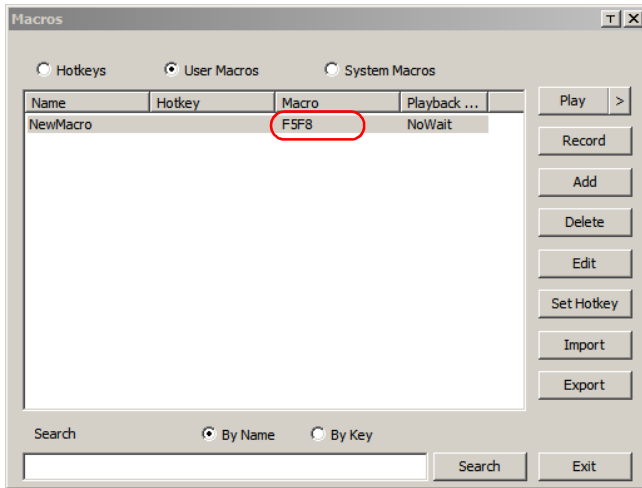 Macros T X
Hotkeys User Macros System Macros
Name Hotkey Macro Playback ... Play >
NewMacro F5F8 NoWait
Record
Add
Delete
Edit
Set Hotkey
Import
Export
Search By Name By Key
Search Exit